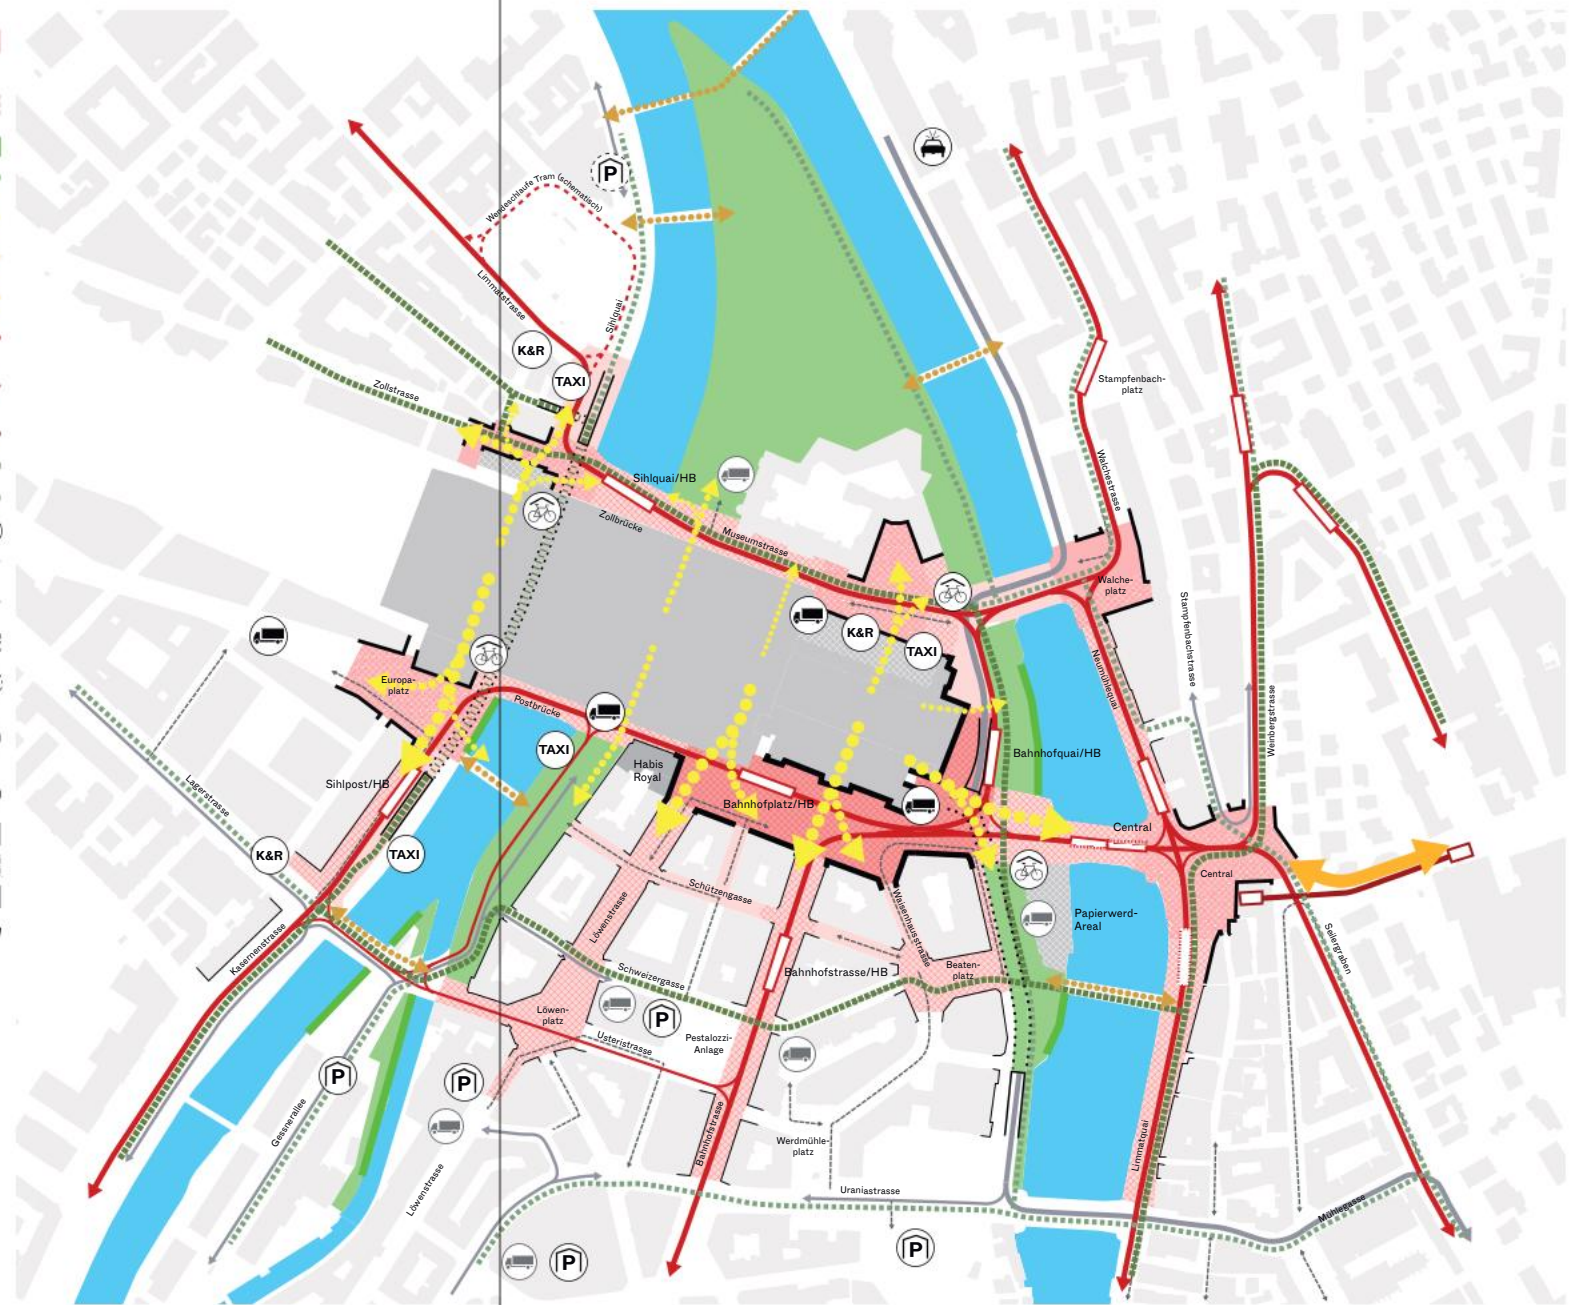 P
Wendeschlaufe Tram (schematisch)
Limmatstrasse
Sihlquai
K&R
TAXI
Zollstrasse
Stampfenbach-
platz
Walchestrasse
Sihlquai/HB
Zollbrücke
Museumstrasse
Walche-
platz
Stampfenbachstrasse
K&R
TAXI
Neumühlequai
Europa-
platz
Postbrücke
Weinbergstrasse
TAXI
Habis
Royal
Bahnhofquai/HB
Sihlpost/HB
Lagerstrasse
Bahnhofplatz/HB
Central
K&R
TAXI
Central
Schützengasse
Löwenstrasse
Waisenhausstrasse
Papierwerd-
Areal
Seilergraben
Kasernenstrasse
Schweizergasse
Bahnhofstrasse/HB
Beaten-
platz
Löwen-
platz
P
Usteristrasse
Pestalozzi-
Anlage
P
P
Gessnerallee
Bahnhofstrasse
Werdmühle-
platz
Limmatquai
Löwenstrasse
Uraniastrasse
Mühlegasse
P
P